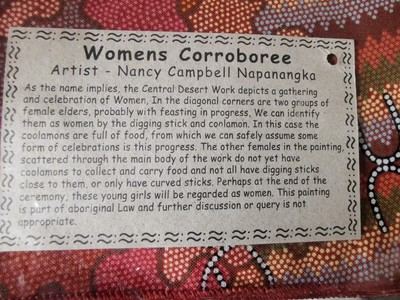 Womens Corroboree
Artist - Nancy Campbell Napanangka
As the name implies, the Central Desert Work depicts a gathering
and celebration of Women, In the diagonal corners are two groups of
female elders, probably with feasting in progress, We can identify
them as women by the digging stick and coolamon. In this case the
coolamons are full of food, from which we can safely assume some
form of celebrations is this progress. The other females in the painting,
scattered through the main body of the work do not yet have
coolamans to collect and carry food and not all have digging sticks
close to them, or only have curved sticks. Perhaps at the end of the
ceremony, these young girls will be regarded as women. This painting
is part of aboriginal Law and further discussion or query is not
appropriate.